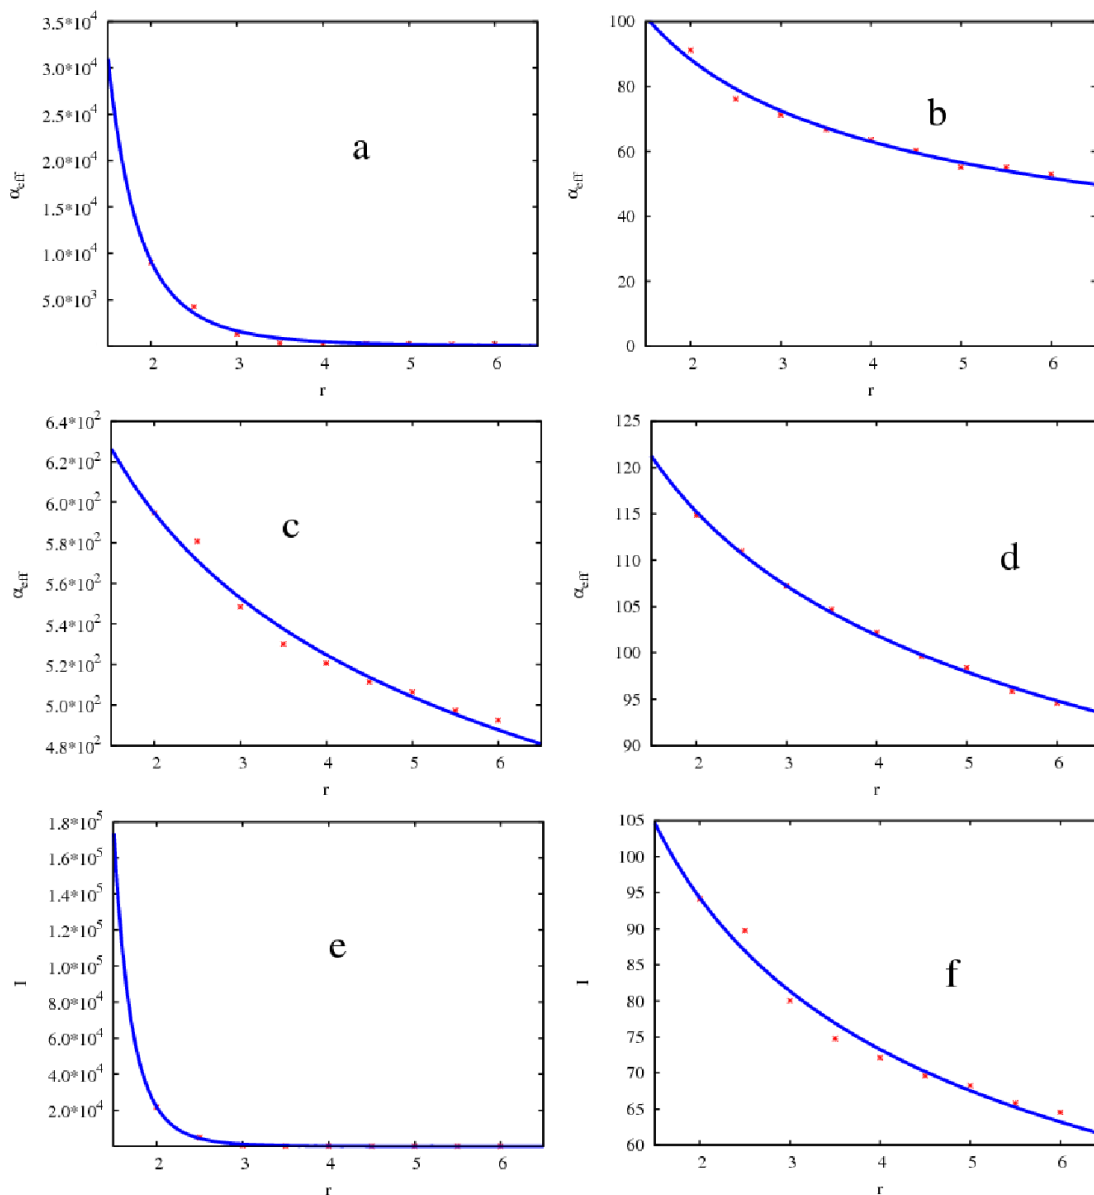 3.5*10^4
3.0*10^4
2.5*10^4
2.0*10^4
1.5*10^4
1.0*10^4
5.0*10^3
α_eff
a
2 3 4 5 6
r
100
80
60
40
20
0
α_eff
b
2 3 4 5 6
r
6.4*10^2
6.2*10^2
6.0*10^2
5.8*10^2
5.6*10^2
5.4*10^2
5.2*10^2
5.0*10^2
4.8*10^2
α_eff
c
2 3 4 5 6
r
125
120
115
110
105
100
95
90
α_eff
d
2 3 4 5 6
r
1.8*10^5
1.6*10^5
1.4*10^5
1.2*10^5
1.0*10^5
8.0*10^4
6.0*10^4
4.0*10^4
2.0*10^4
I
e
2 3 4 5 6
r
105
100
95
90
85
80
75
70
65
60
I
f
2 3 4 5 6
r